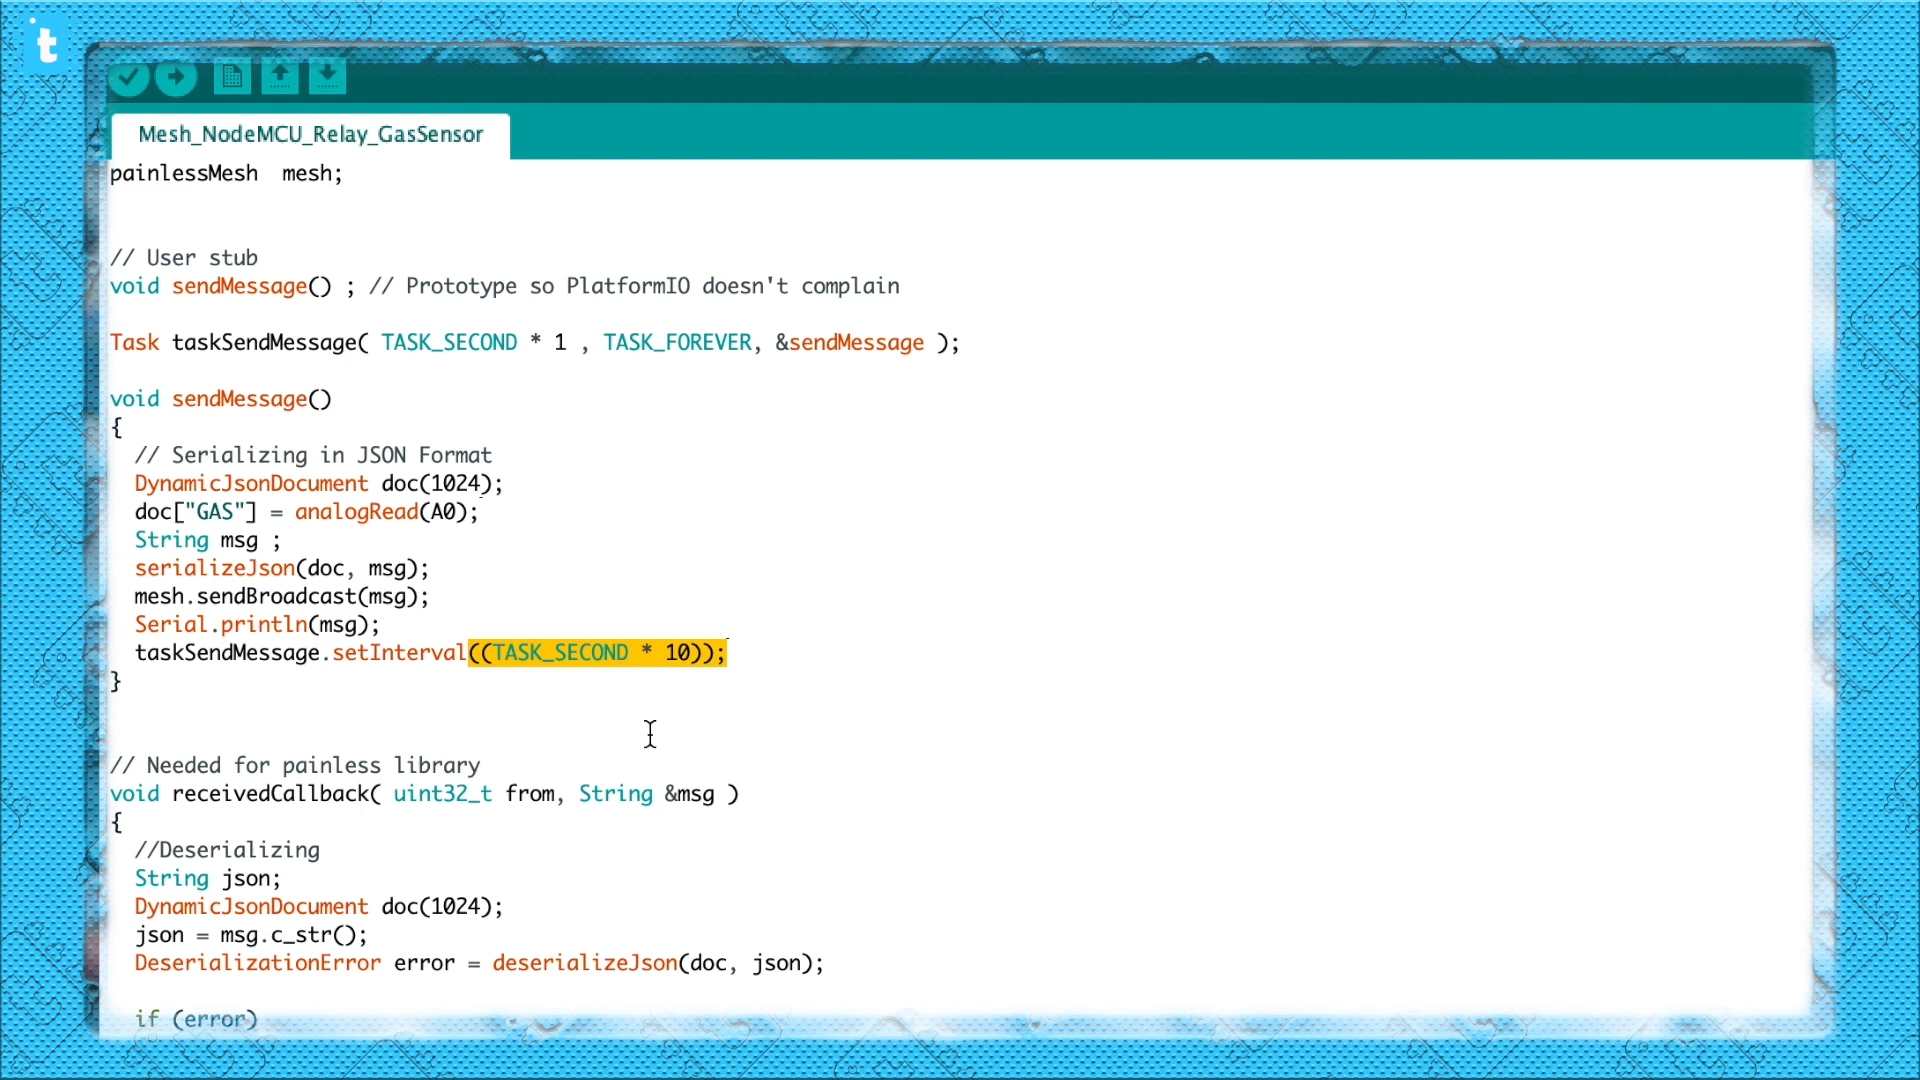 t
Mesh_NodeMCU_Relay_GasSensor
painlessMesh  mesh;
// User stub
void sendMessage() ; // Prototype so PlatformIO doesn't complain
Task taskSendMessage( TASK_SECOND * 1 , TASK_FOREVER, &sendMessage );
void sendMessage()
{
// Serializing in JSON Format
DynamicJsonDocument doc(1024);
doc["GAS"] = analogRead(A0);
String msg ;
serializeJson(doc, msg);
mesh.sendBroadcast(msg);
Serial.println(msg);
taskSendMessage.setInterval((TASK_SECOND * 10));
}
// Needed for painless library
void receivedCallback( uint32_t from, String &msg )
{
//Deserializing
String json;
DynamicJsonDocument doc(1024);
json = msg.c_str();
DeserializationError error = deserializeJson(doc, json);
if (error)